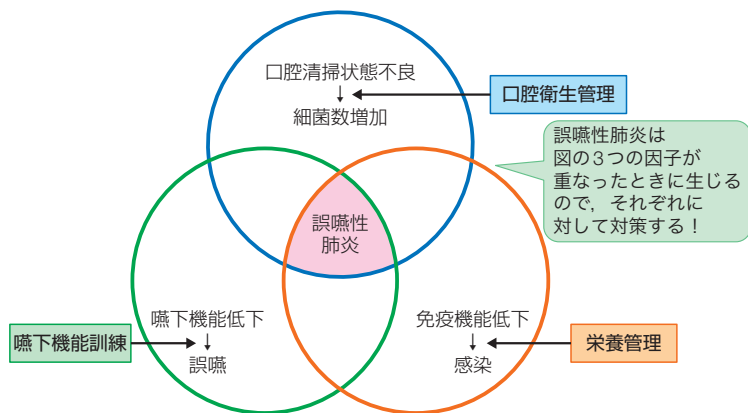 口腔清掃状態不良
↓
細菌数増加
口腔衛生管理
誤嚥性肺炎は
図の3つの因子が
重なったときに生じる
ので，それぞれに
対して対策する！
誤嚥性
肺炎
嚥下機能低下
↓
誤嚥
嚥下機能訓練
免疫機能低下
↓
感染
栄養管理